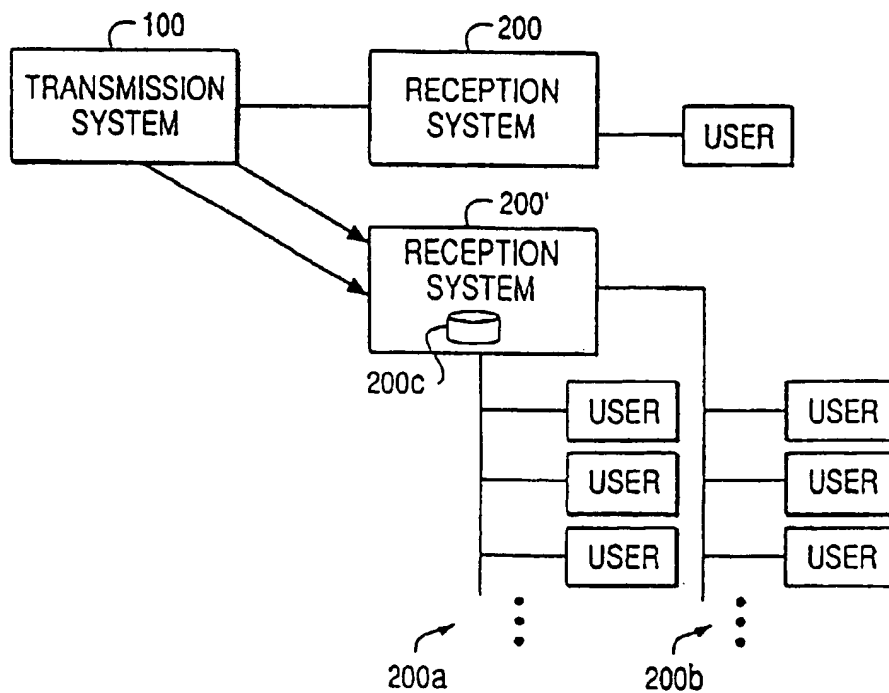 100
TRANSMISSION
SYSTEM
200
RECEPTION
SYSTEM
USER
200'
RECEPTION
SYSTEM
200c
USER
USER
USER
USER
USER
USER
200a
200b